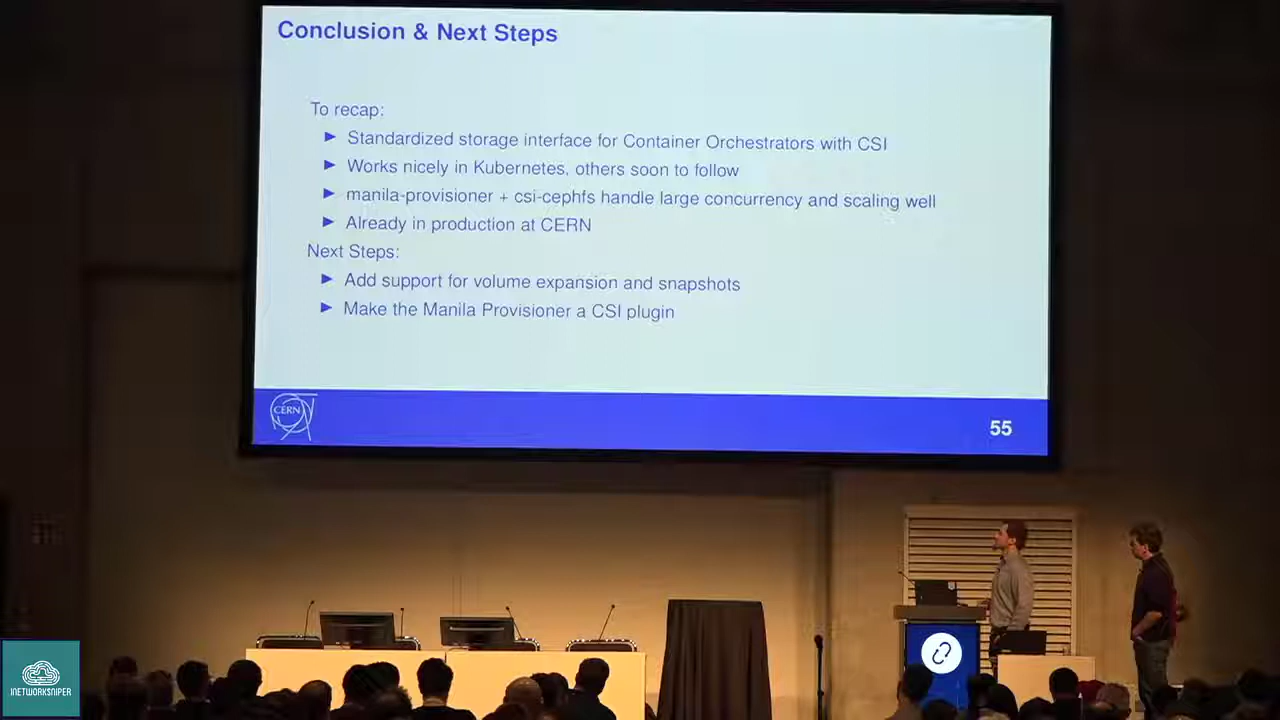 Conclusion & Next Steps
To recap:
Standardized storage interface for Container Orchestrators with CSI
Works nicely in Kubernetes, others soon to follow
manila-provisioner + csi-cephfs handle large concurrency and scaling well
Already in production at CERN
Next Steps:
Add support for volume expansion and snapshots
Make the Manila Provisioner a CSI plugin
CERN
55
INETWORKSNIPER